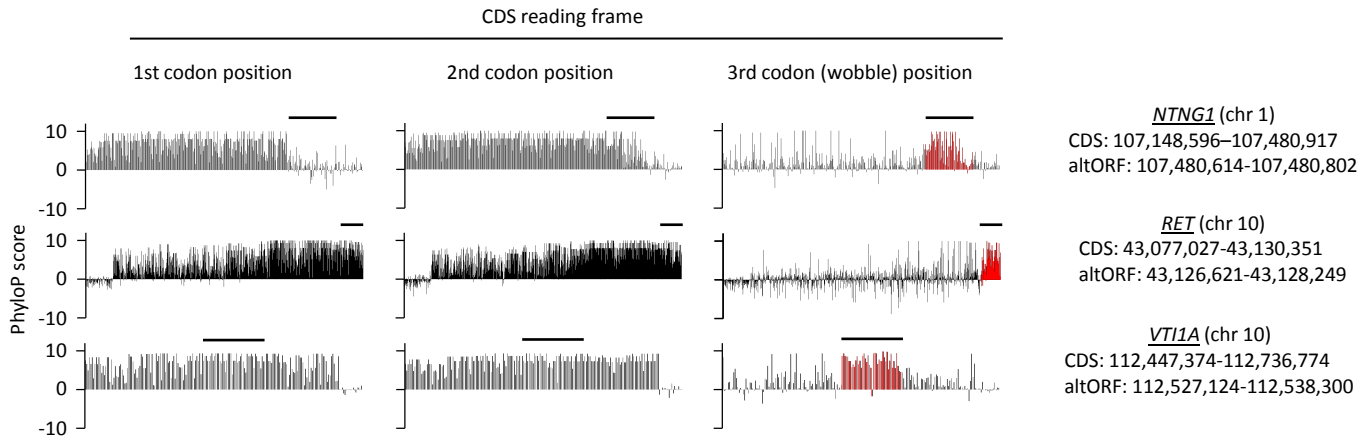 CDS reading frame
1st codon position
2nd codon position
3rd codon (wobble) position
PhyloP score
10
0
-10
NTNG1 (chr 1)
CDS: 107,148,596–107,480,917
altORF: 107,480,614-107,480,802
10
0
-10
RET (chr 10)
CDS: 43,077,027-43,130,351
altORF: 43,126,621-43,128,249
10
0
-10
VTI1A (chr 10)
CDS: 112,447,374-112,736,774
altORF: 112,527,124-112,538,300